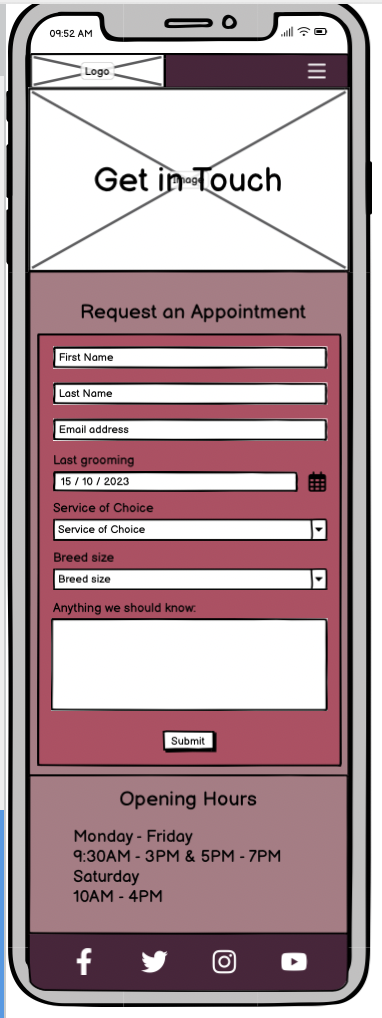 09:52 AM
Logo
Image
Get in Touch
Request an Appointment
First Name
Last Name
Email address
Last grooming
15 / 10 / 2023
Service of Choice
Service of Choice
Breed size
Breed size
Anything we should know:
Submit
Opening Hours
Monday - Friday
9:30AM - 3PM & 5PM - 7PM
Saturday
10AM - 4PM